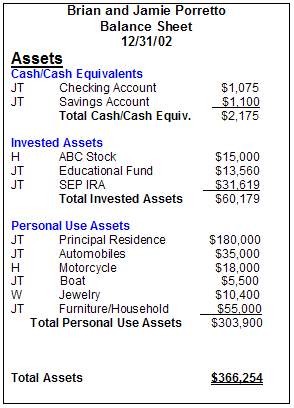 Brian and Jamie Porretto
Balance Sheet
12/31/02
Assets
Cash/Cash Equivalents
JT Checking Account $1,075
JT Savings Account $1,100
Total Cash/Cash Equiv. $2,175
Invested Assets
H ABC Stock $15,000
JT Educational Fund $13,560
JT SEP IRA $31,619
Total Invested Assets $60,179
Personal Use Assets
JT Principal Residence $180,000
JT Automobiles $35,000
H Motorcycle $18,000
JT Boat $5,500
W Jewelry $10,400
JT Furniture/Household $55,000
Total Personal Use Assets $303,900
Total Assets $366,254